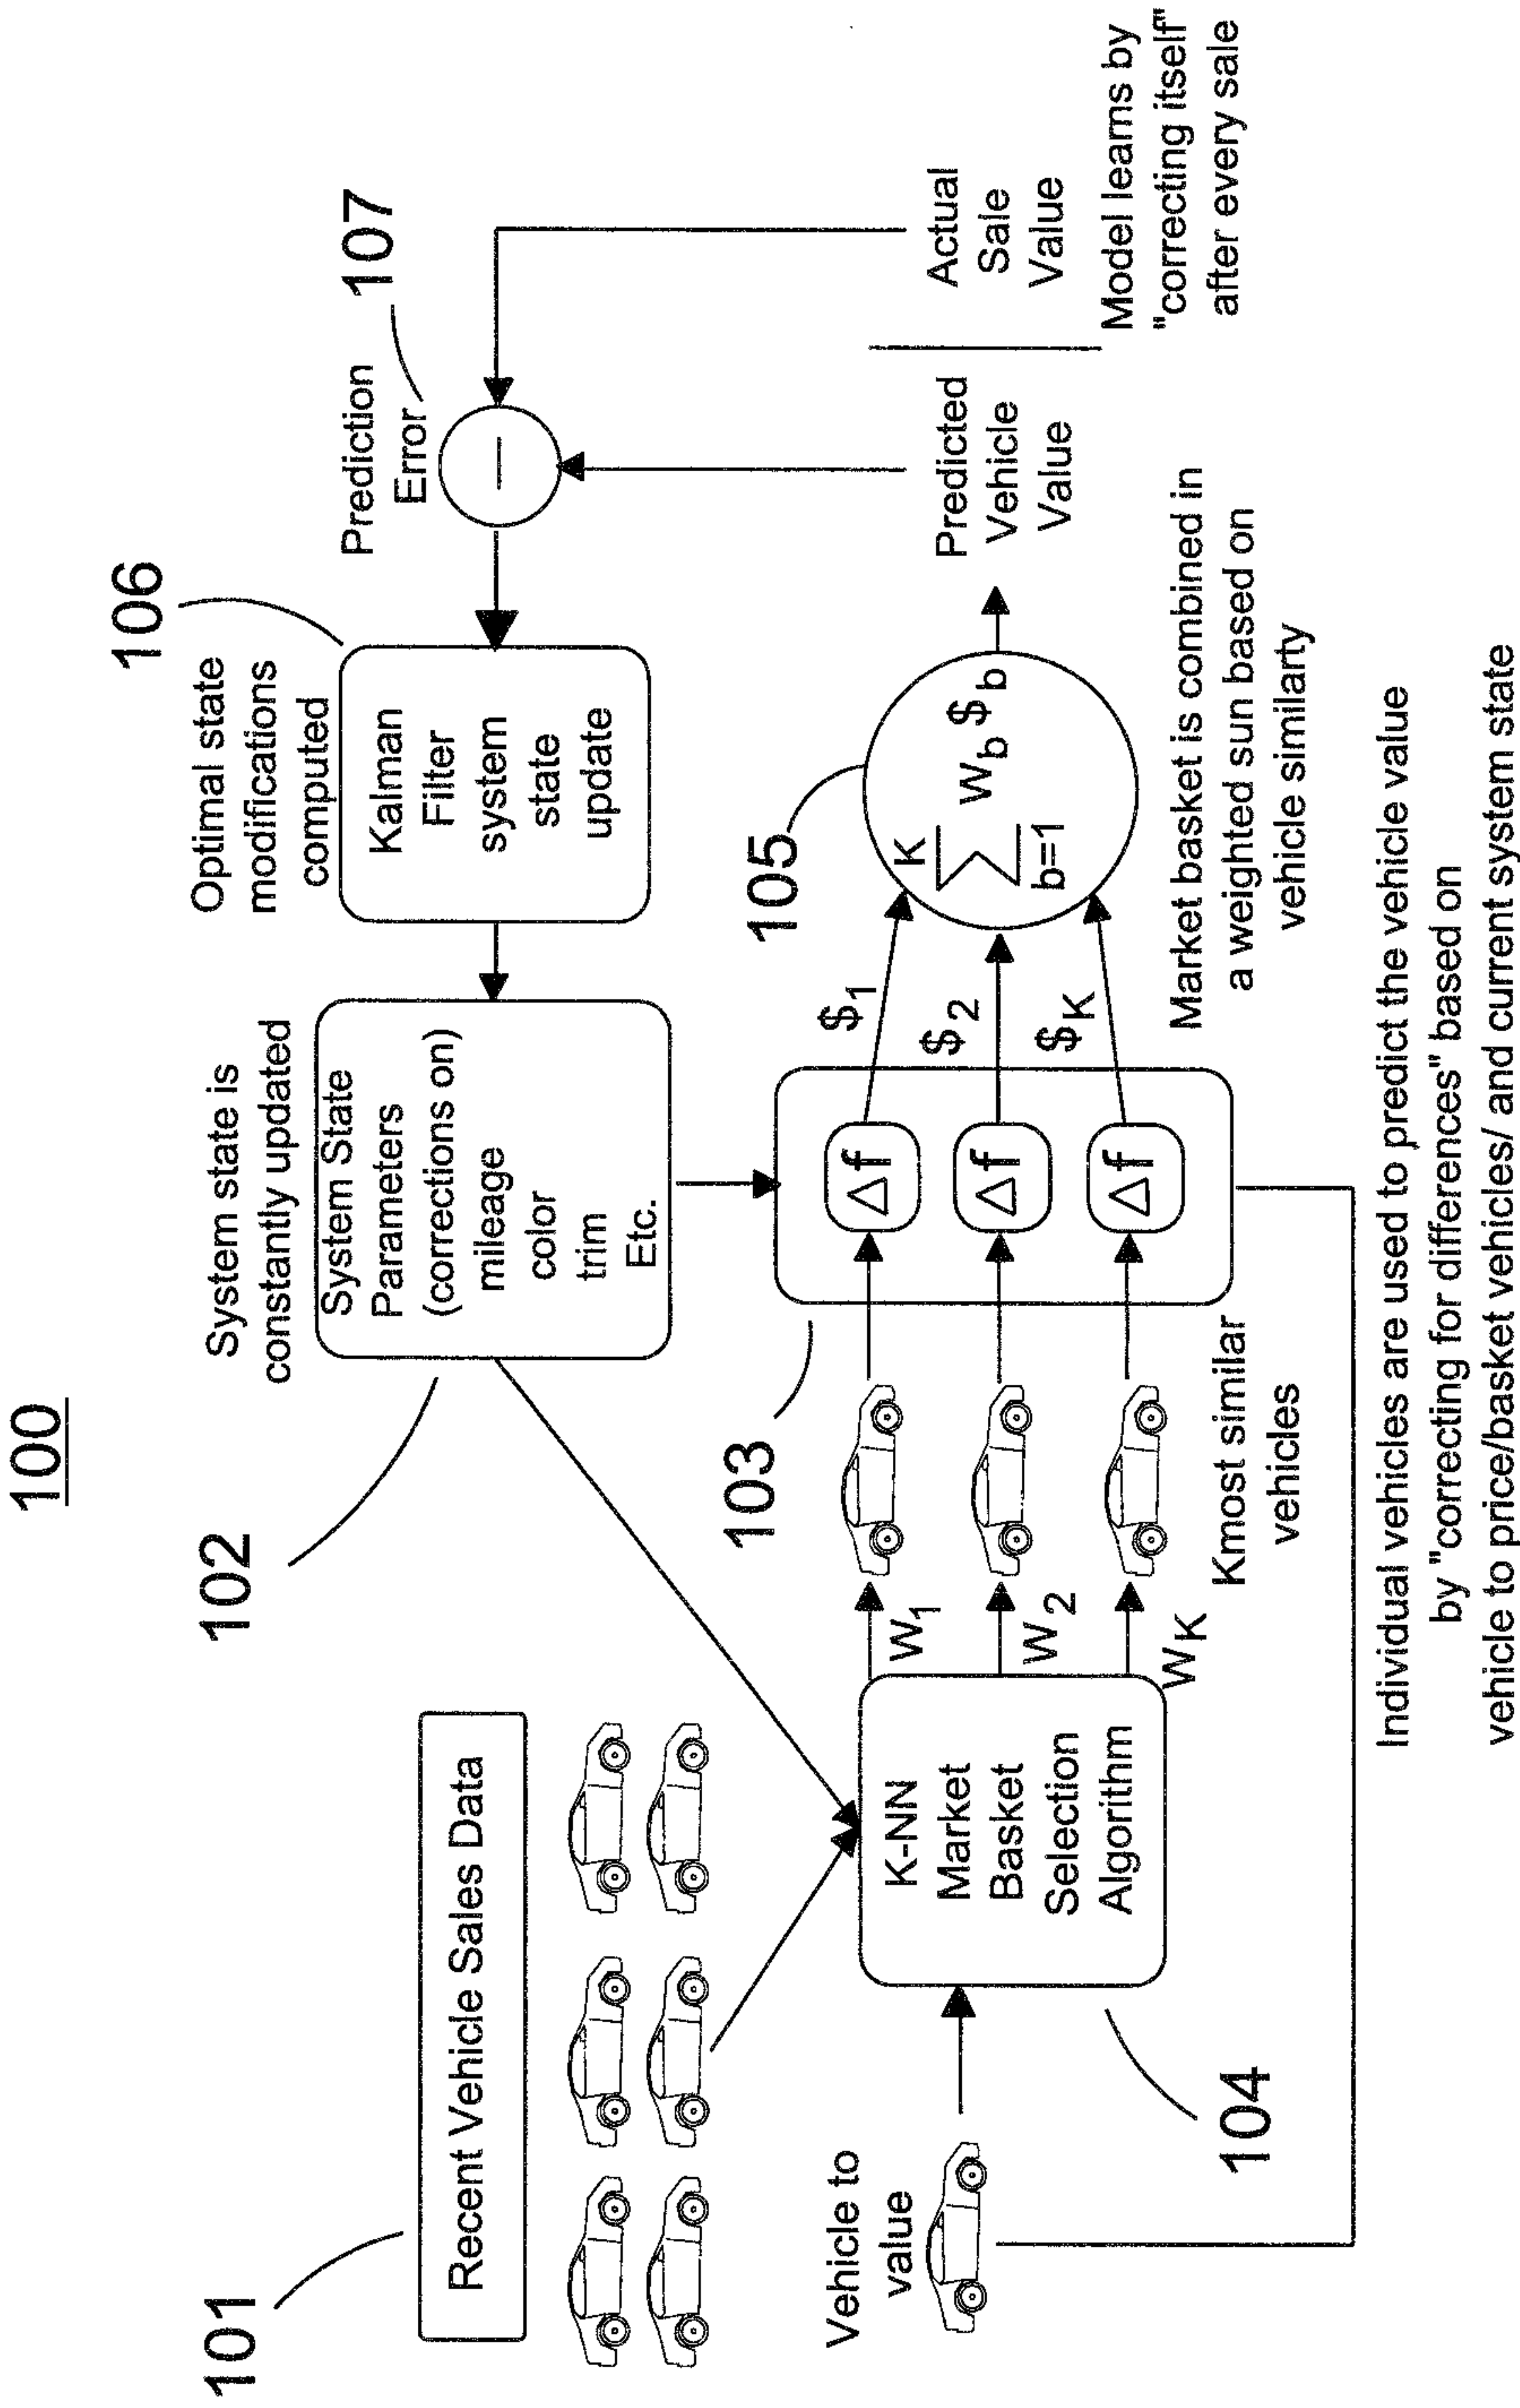 100
101
Recent Vehicle Sales Data
102
System state is
constantly updated
System State
Parameters
(corrections on)
mileage
color
trim
Etc.
106
Optimal state
modifications
computed
Kalman
Filter
system
state
update
107
Prediction
Error
—
Vehicle to
value
104
K-NN
Market
Basket
Selection
Algorithm
W1
W2
WK
Kmost similar
vehicles
103
Δf
Δf
Δf
$1
$2
$K
105
K
∑ Wb $b
b=1
Market basket is combined in
a weighted sun based on
vehicle similarty
Predicted
Vehicle
Value
Actual
Sale
Value
Model learns by
"correcting itself"
after every sale
Individual vehicles are used to predict the vehicle value
by "correcting for differences" based on
vehicle to price/basket vehicles/ and current system state